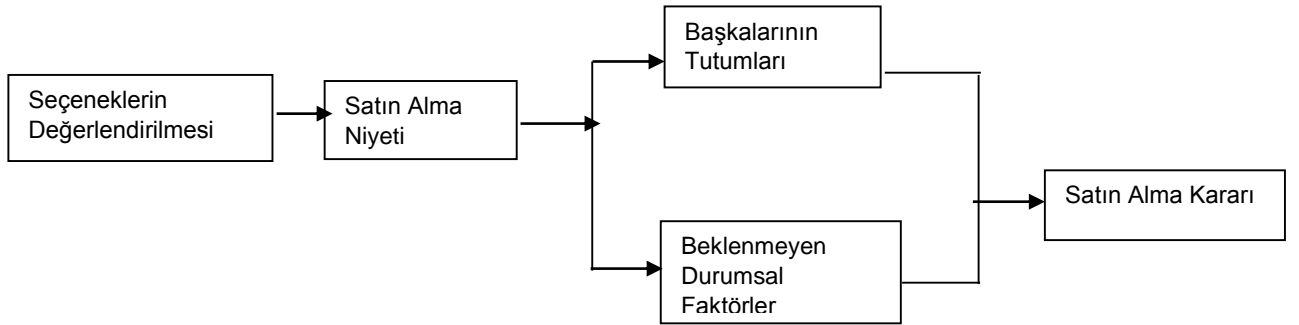 Seçeneklerin
Değerlendirilmesi
Satın Alma
Niyeti
Başkalarının
Tutumları
Beklenmeyen
Durumsal
Faktörler
Satın Alma Kararı